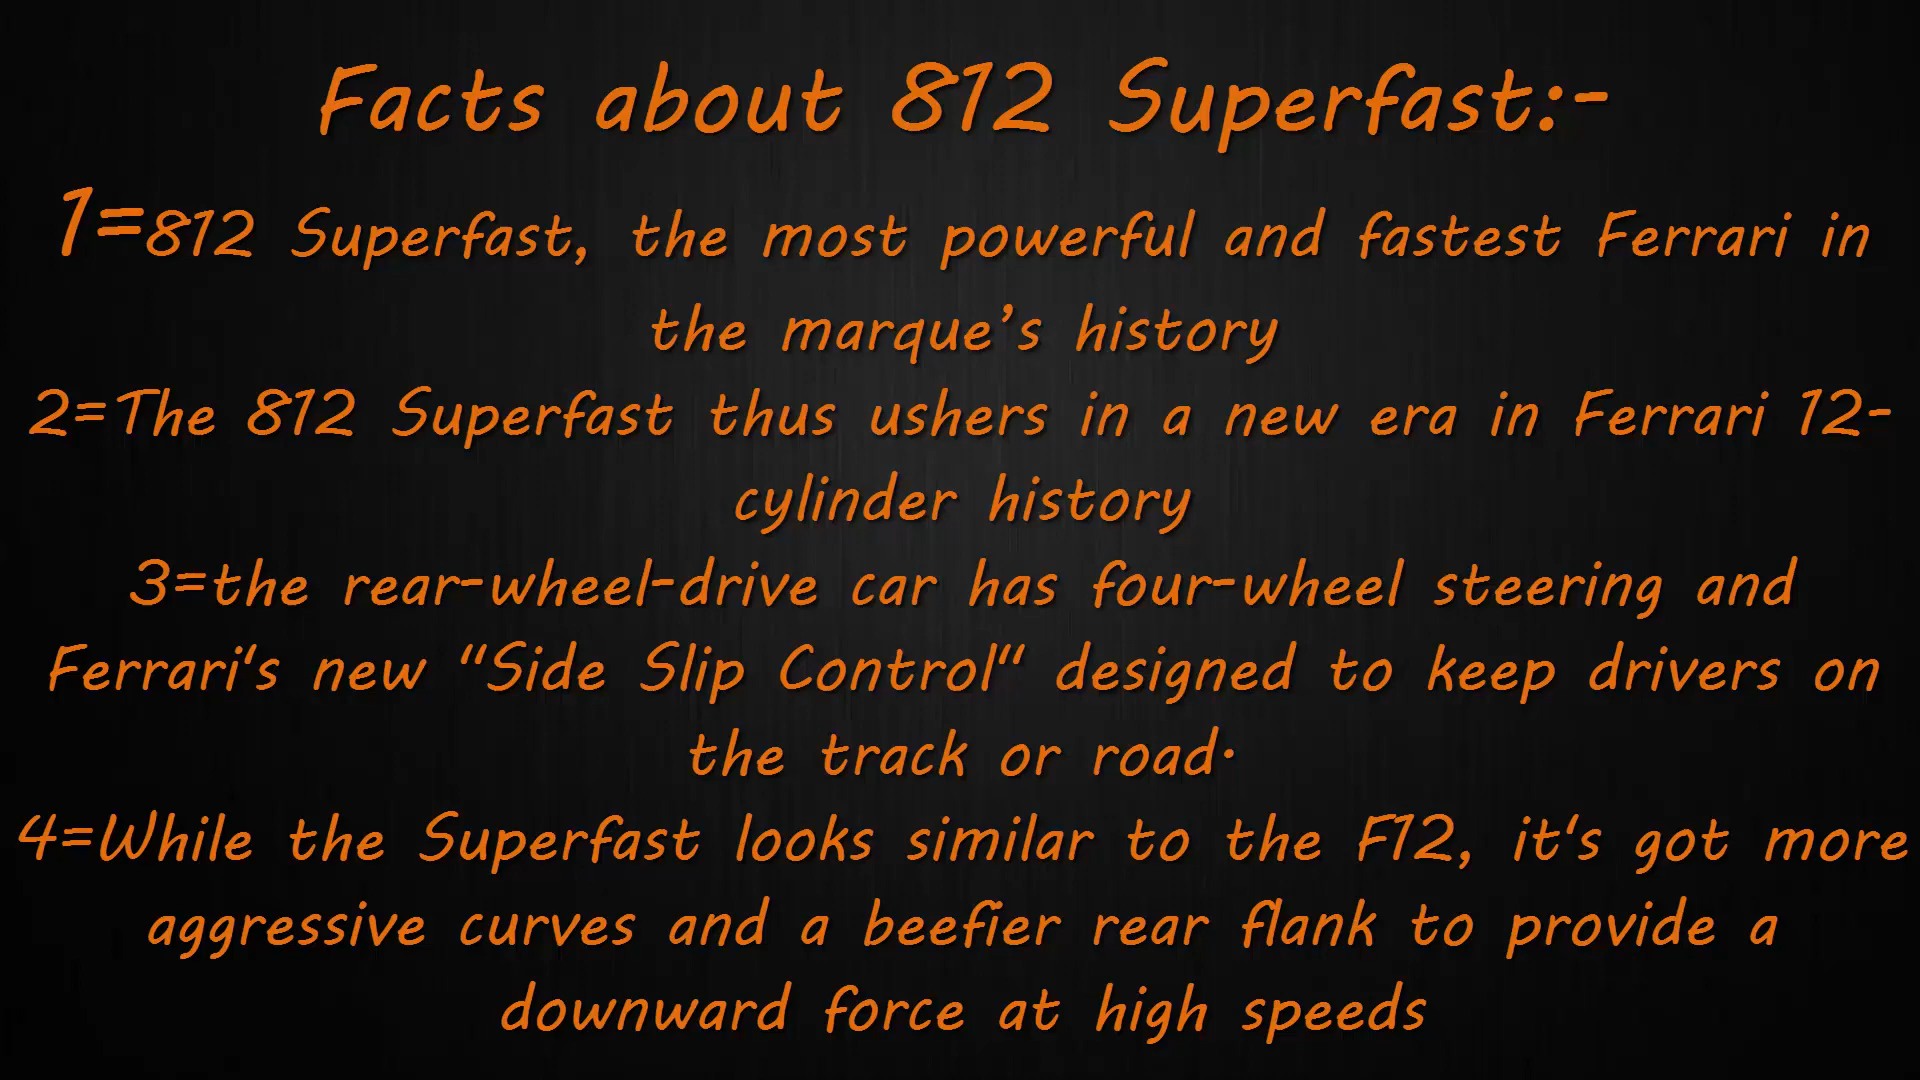 Facts about 812 Superfast:-
1=812 Superfast, the most powerful and fastest Ferrari in
the marque’s history
2=The 812 Superfast thus ushers in a new era in Ferrari 12-
cylinder history
3=the rear-wheel-drive car has four-wheel steering and
Ferrari's new "Side Slip Control" designed to keep drivers on
the track or road.
4=While the Superfast looks similar to the F12, it's got more
aggressive curves and a beefier rear flank to provide a
downward force at high speeds